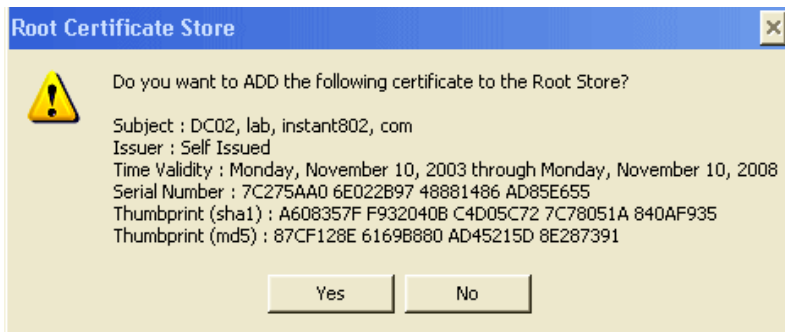 Root Certificate Store
Do you want to ADD the following certificate to the Root Store?
Subject : DC02, lab, instant802, com
Issuer : Self Issued
Time Validity : Monday, November 10, 2003 through Monday, November 10, 2008
Serial Number : 7C275AA0 6E022B97 48881486 AD85E655
Thumbprint (sha1) : A608357F F932040B C4D05C72 7C78051A 840AF935
Thumbprint (md5) : 87CF128E 6169B880 AD45215D 8E287391
Yes No